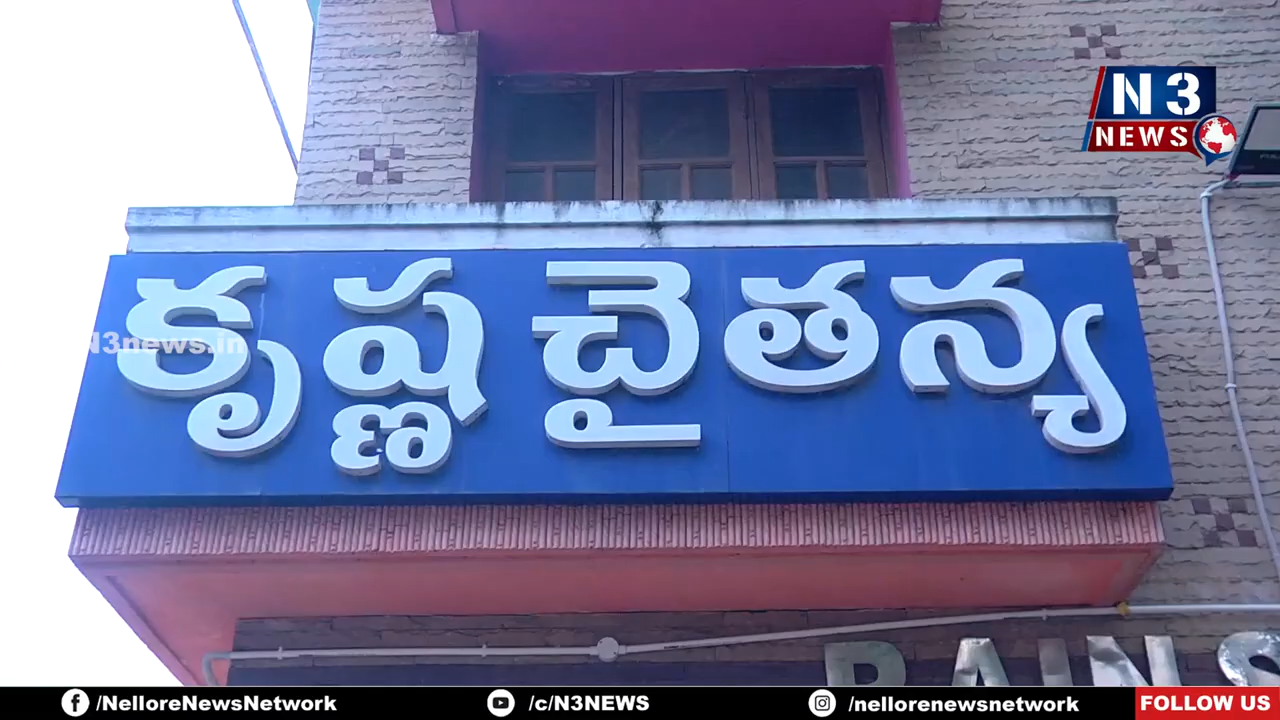 N3
NEWS
కృష్ణ చైతన్య
N3news.in
/NelloreNewsNetwork
/c/N3NEWS
/nellorenewsnetwork
FOLLOW US